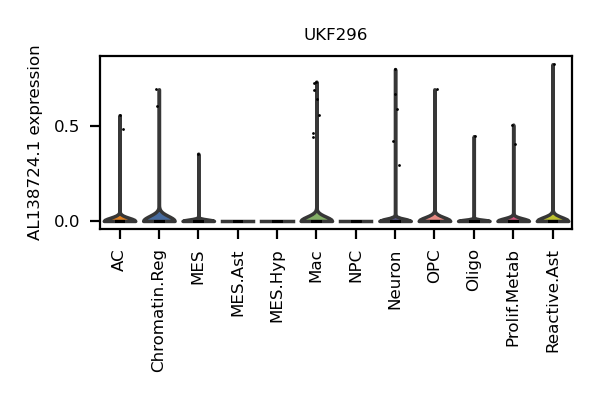 UKF296
AL138724.1 expression
0.5
0.0
AC
Chromatin.Reg
MES
MES.Ast
MES.Hyp
Mac
NPC
Neuron
OPC
Oligo
Prolif.Metab
Reactive.Ast